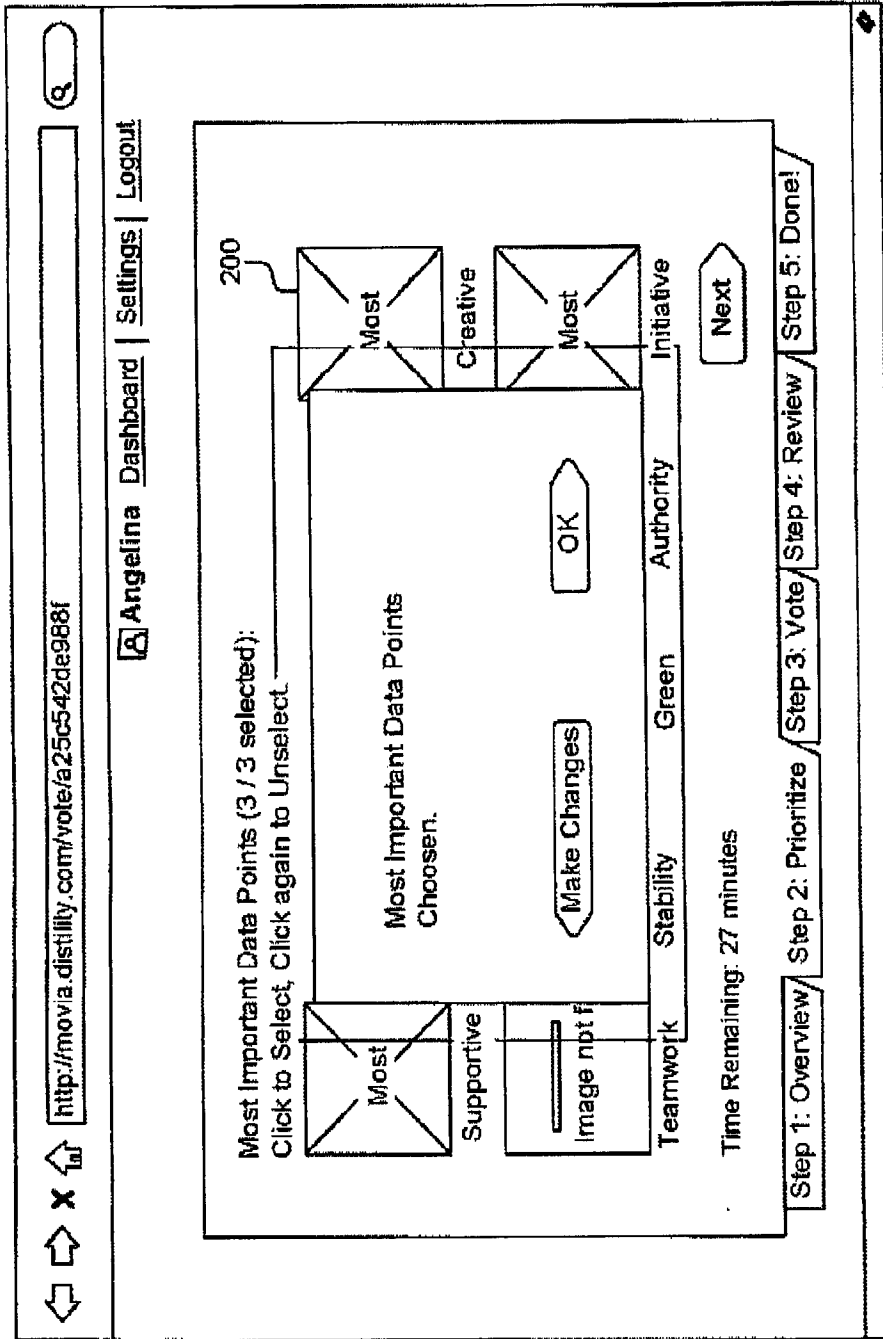 http://movia.distility.com/vote/a25c542de988f
Angelina Dashboard | Settings | Logout
200
Most Important Data Points (3 / 3 selected):
Click to Select, Click again to Unselect.
Most
Most
Supportive
Creative
Most Important Data Points
Choosen.
Image not f
Most
Make Changes
OK
Teamwork Stability Green Authority Initiative
Time Remaining: 27 minutes
Next
Step 1: Overview Step 2: Prioritize Step 3: Vote Step 4: Review Step 5: Done!